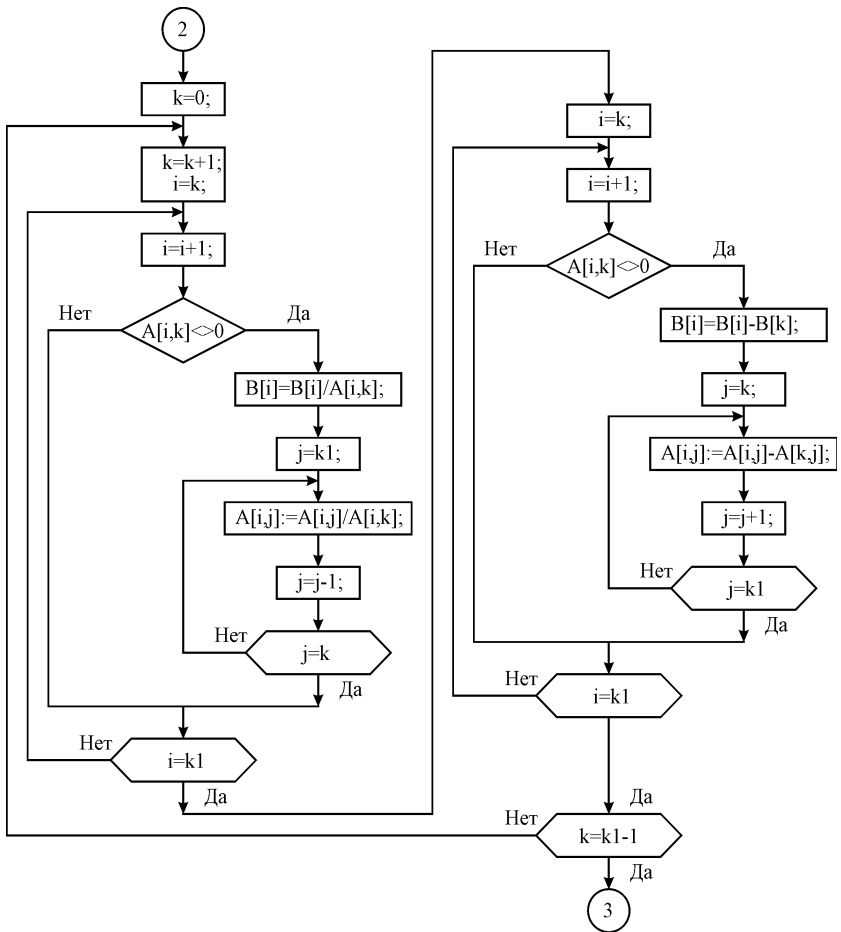 2
k=0;
k=k+1;
i=k;
i=i+1;
Нет
Да
A[i,k]<>0
B[i]=B[i]/A[i,k];
j=k1;
A[i,j]:=A[i,j]/A[i,k];
j=j-1;
Нет
j=k
Да
Нет
i=k1
Да
i=k;
i=i+1;
Нет
Да
A[i,k]<>0
B[i]=B[i]-B[k];
j=k;
A[i,j]:=A[i,j]-A[k,j];
j=j+1;
Нет
j=k1
Да
Нет
i=k1
Да
Нет
k=k1-1
Да
3